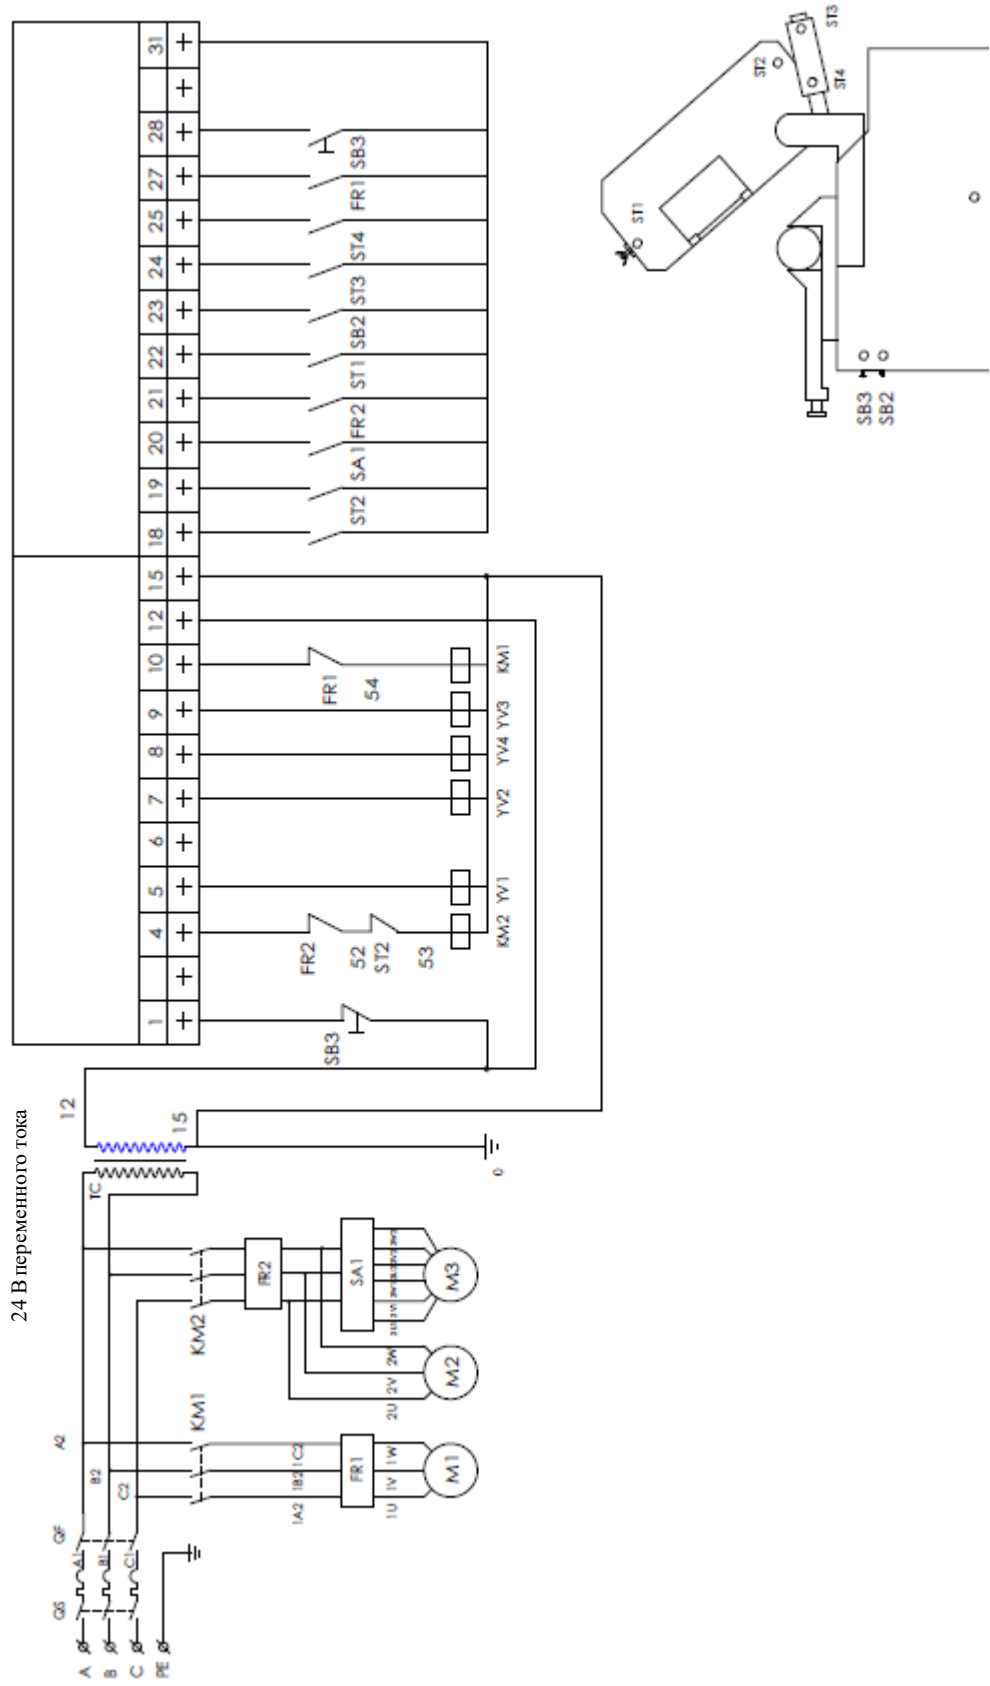 24 В переменного тока
A
B
C
PE
QS
QF
A1
B1
C1
A2
B2
C2
KM1
KM2
1A2
1B2
1C2
FR1
FR2
SA1
1U
1V
1W
2U
2V
2W
M1
M2
M3
TC
12
15
0
1
4
5
6
7
8
9
10
12
15
18
19
20
21
22
23
24
25
27
28
31
SB3
FR2
52
ST2
53
FR1
54
KM2
YV1
YV2
YV4
YV3
KM1
ST2
SA1
FR2
ST1
SB2
ST3
ST4
FR1
SB3
ST1
ST2
ST3
ST4
SB3
SB2